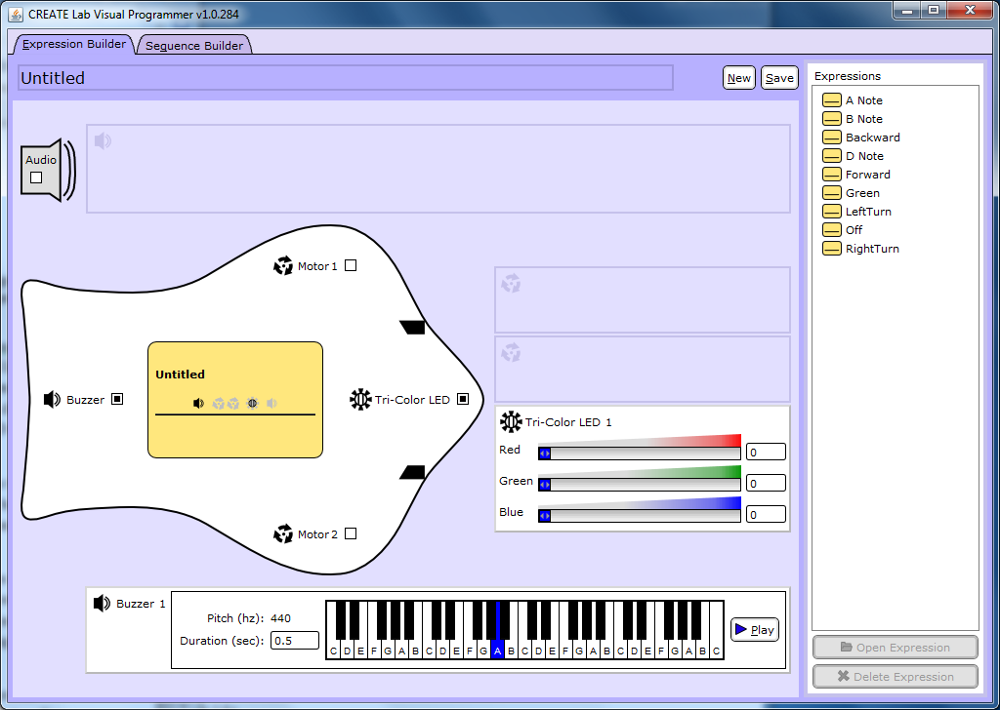 CREATE Lab Visual Programmer v1.0.284
Expression Builder
Sequence Builder
Untitled
New
Save
Expressions
A Note
B Note
Backward
D Note
Forward
Green
LeftTurn
Off
RightTurn
Audio
Motor 1
Buzzer
Untitled
Tri-Color LED
Motor 2
Tri-Color LED 1
Red
0
Green
0
Blue
0
Buzzer 1
Pitch (hz): 440
Duration (sec): 0.5
C D E F G A B C D E F G A B C D E F G A B C D E F G A B C
Play
Open Expression
Delete Expression